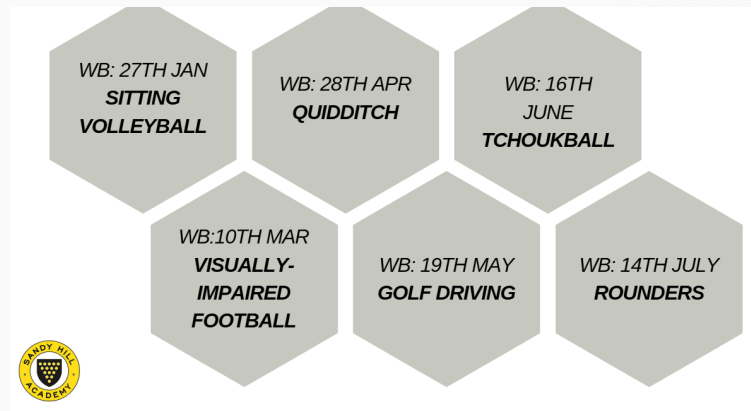 WB: 27TH JAN
SITTING
VOLLEYBALL
WB: 28TH APR
QUIDDITCH
WB: 16TH
JUNE
TCHOUKBALL
WB:10TH MAR
VISUALLY-
IMPAIRED
FOOTBALL
WB: 19TH MAY
GOLF DRIVING
WB: 14TH JULY
ROUNDERS
SANDY HILL
ACADEMY